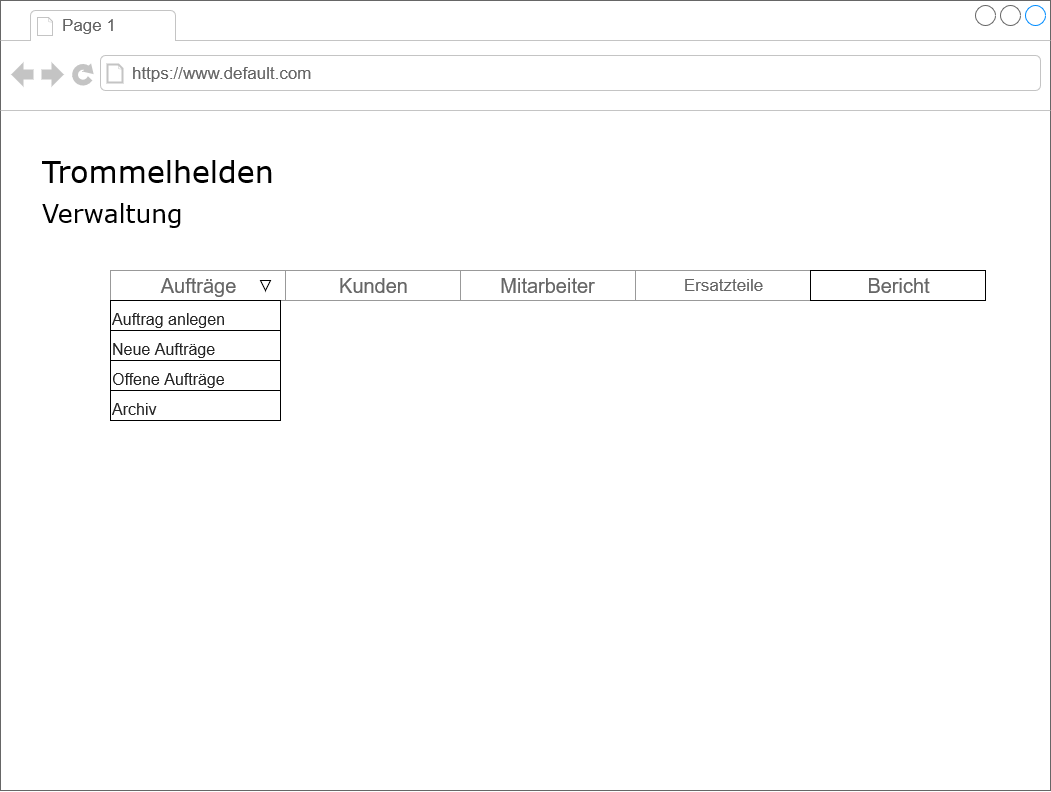 Page 1
https://www.default.com
Trommelhelden
Verwaltung
Aufträge ▽ Kunden Mitarbeiter Ersatzteile Bericht
Auftrag anlegen
Neue Aufträge
Offene Aufträge
Archiv